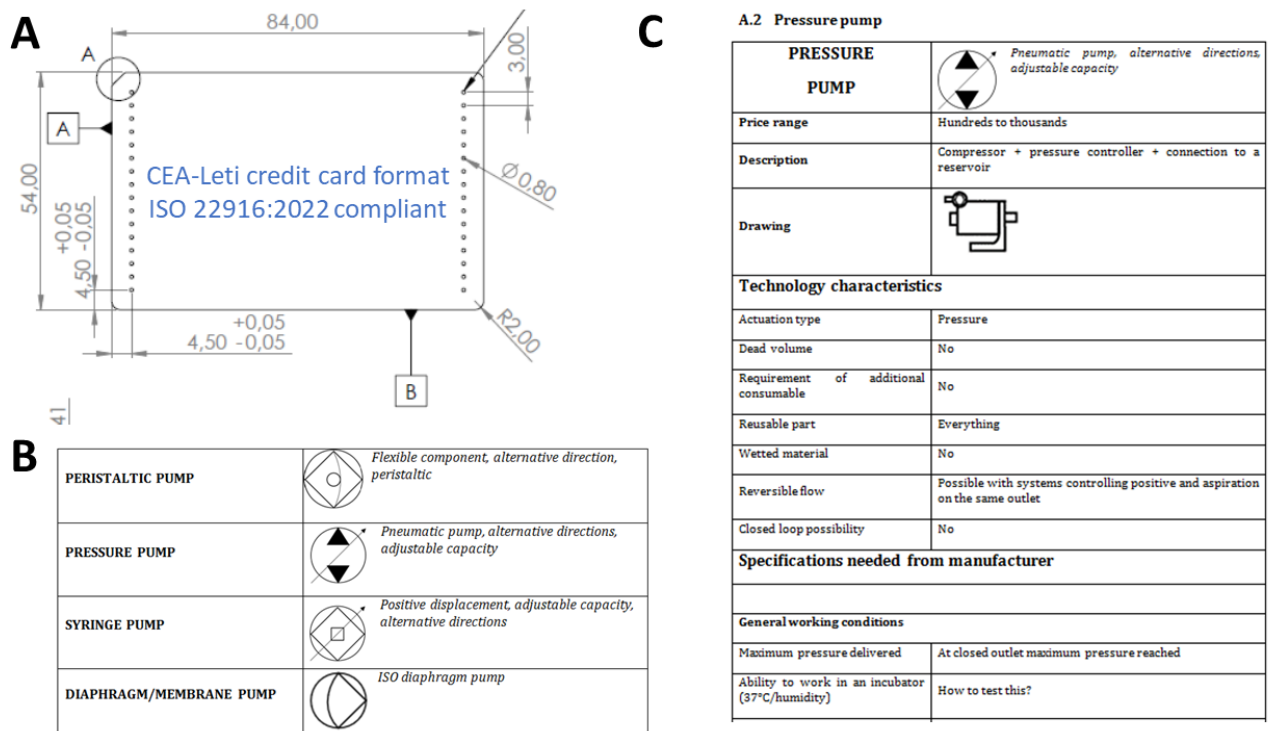 A
84,00
A
3,00
A
54,00
CEA-Leti credit card format
ISO 22916:2022 compliant
Ø0,80
+0,05
4,50 -0,05
+0,05
4,50 -0,05
R2,00
B
41
B
PERISTALTIC PUMP
Flexible component, alternative direction,
peristaltic
PRESSURE PUMP
Pneumatic pump, alternative directions,
adjustable capacity
SYRINGE PUMP
Positive displacement, adjustable capacity,
alternative directions
DIAPHRAGM/MEMBRANE PUMP
ISO diaphragm pump
C
A.2 Pressure pump
PRESSURE
PUMP
Pneumatic pump, alternative directions,
adjustable capacity
Price range
Hundreds to thousands
Description
Compressor + pressure controller + connection to a
reservoir
Drawing
Technology characteristics
Actuation type
Pressure
Dead volume
No
Requirement of additional
consumable
No
Reusable part
Everything
Wetted material
No
Reversible flow
Possible with systems controlling positive and aspiration
on the same outlet
Closed loop possibility
No
Specifications needed from manufacturer
General working conditions
Maximum pressure delivered
At closed outlet maximum pressure reached
Ability to work in an incubator
(37°C/humidity)
How to test this?